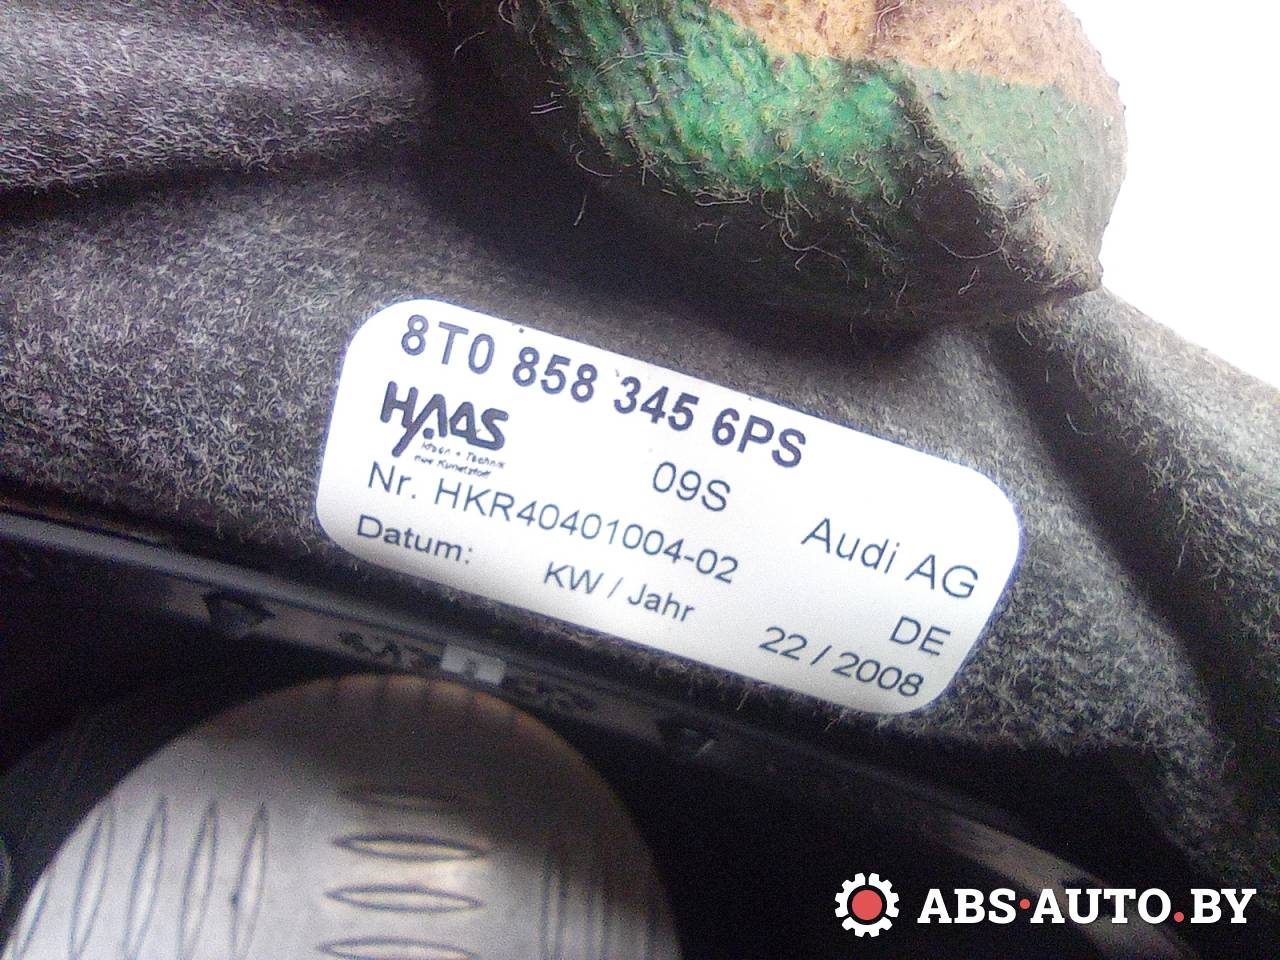 8T0 858 345 6PS
HAAS
09S
Nr. HKR40401004-02
Audi AG
Datum:
KW / Jahr
DE
22 / 2008
ABS·AUTO.BY